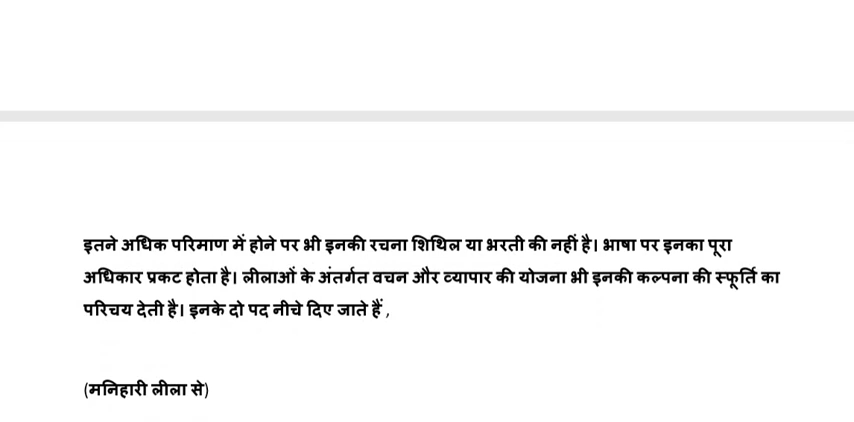 इतने अधिक परिमाण में होने पर भी इनकी रचना शिथिल या भरती की नहीं है। भाषा पर इनका पूरा
अधिकार प्रकट होता है। लीलाओं के अंतर्गत वचन और व्यापार की योजना भी इनकी कल्पना की स्फूर्ति का
परिचय देती है। इनके दो पद नीचे दिए जाते हैं ,
(मनिहारी लीला से)